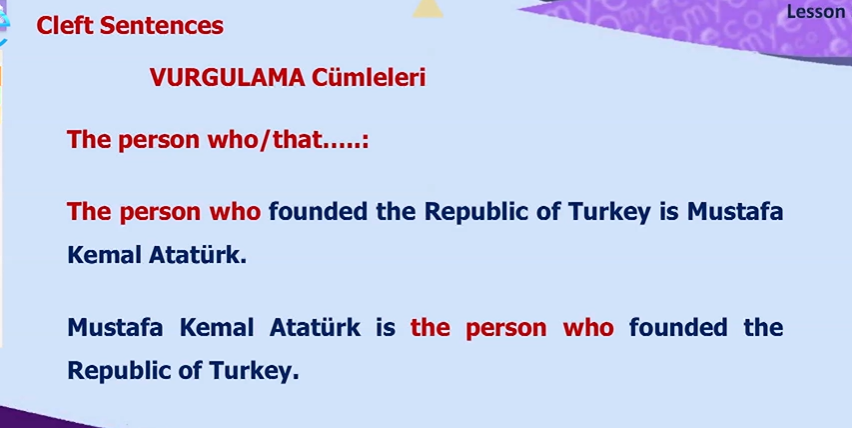 Lesson
Cleft Sentences
VURGULAMA Cümleleri
The person who/that.....:
The person who founded the Republic of Turkey is Mustafa
Kemal Atatürk.
Mustafa Kemal Atatürk is the person who founded the
Republic of Turkey.